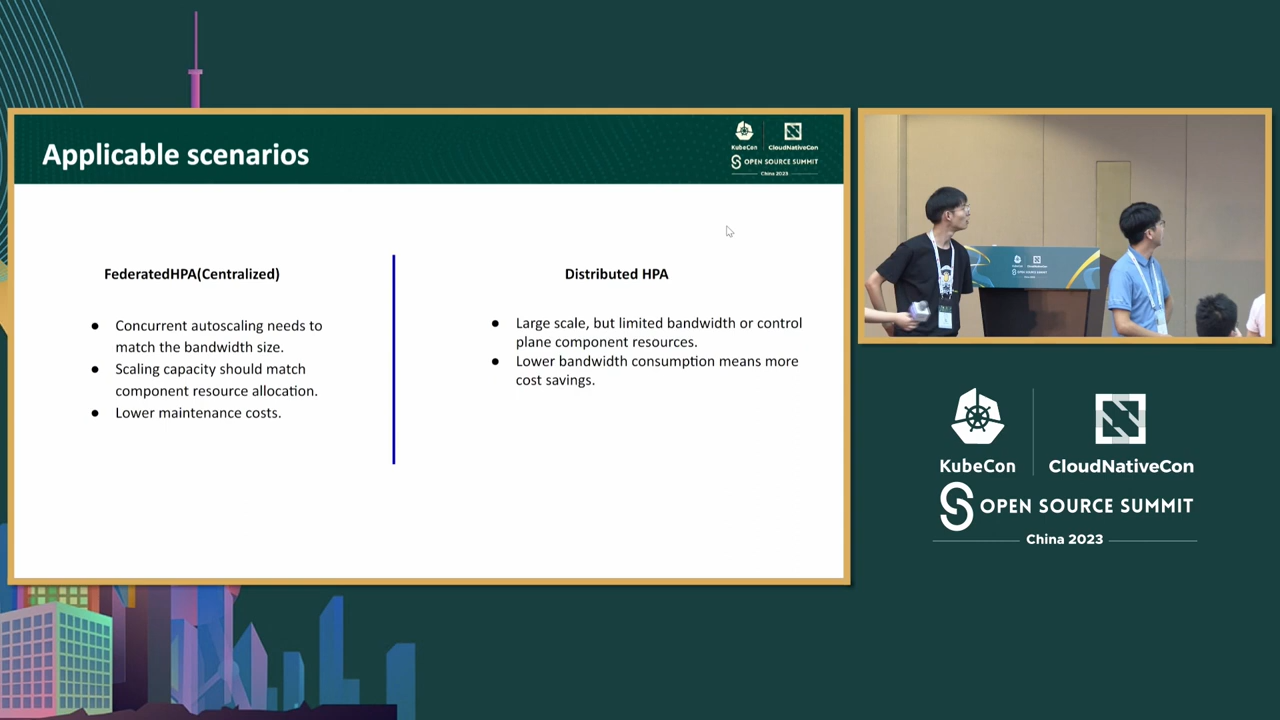 Applicable scenarios
KubeCon
CloudNativeCon
OPEN SOURCE SUMMIT
China 2023
FederatedHPA(Centralized)
● Concurrent autoscaling needs to
match the bandwidth size.
● Scaling capacity should match
component resource allocation.
● Lower maintenance costs.
Distributed HPA
● Large scale, but limited bandwidth or control
plane component resources.
● Lower bandwidth consumption means more
cost savings.
KubeCon
CloudNativeCon
OPEN SOURCE SUMMIT
China 2023